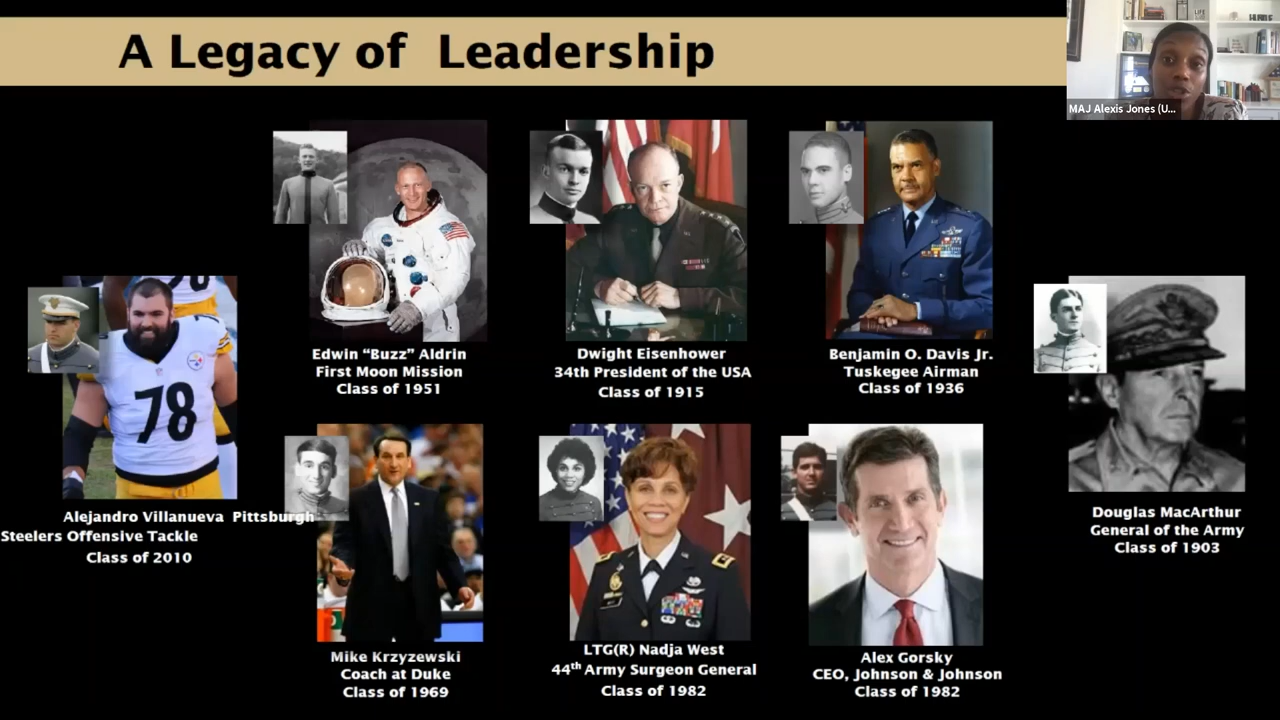 A Legacy of Leadership
MAJ Alexis Jones (U...
Edwin “Buzz” Aldrin
First Moon Mission
Class of 1951
Dwight Eisenhower
34th President of the USA
Class of 1915
Benjamin O. Davis Jr.
Tuskegee Airman
Class of 1936
78
Alejandro Villanueva Pittsburgh
Steelers Offensive Tackle
Class of 2010
Douglas MacArthur
General of the Army
Class of 1903
Mike Krzyzewski
Coach at Duke
Class of 1969
LTG(R) Nadja West
44th Army Surgeon General
Class of 1982
Alex Gorsky
CEO, Johnson & Johnson
Class of 1982